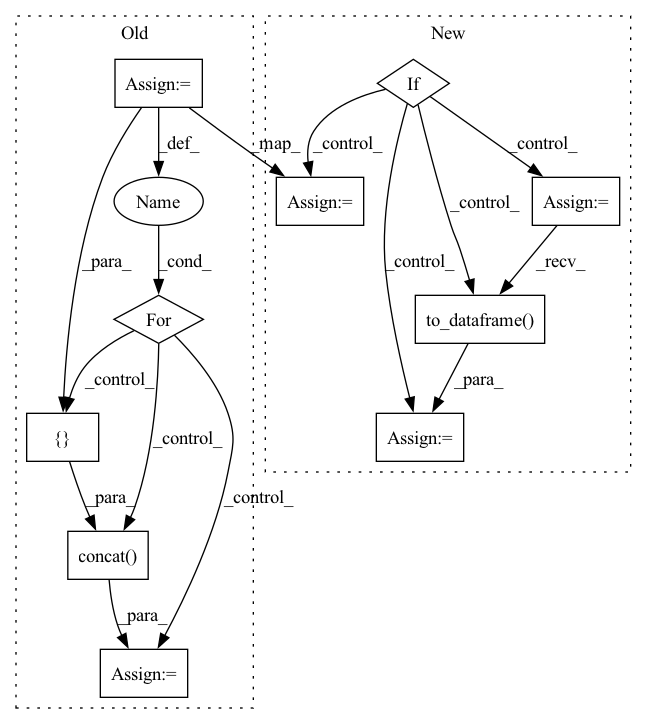 Old
New
Assign:=
If
_def_
_map_
_control_
_control_
Name
Assign:=
Assign:=
_para_
_cond_
_control_
_control_
_recv_
For
to_dataframe()
_control_
_para_
{}
_control_
Assign:=
_para_
_control_
concat()
_para_
Assign:=